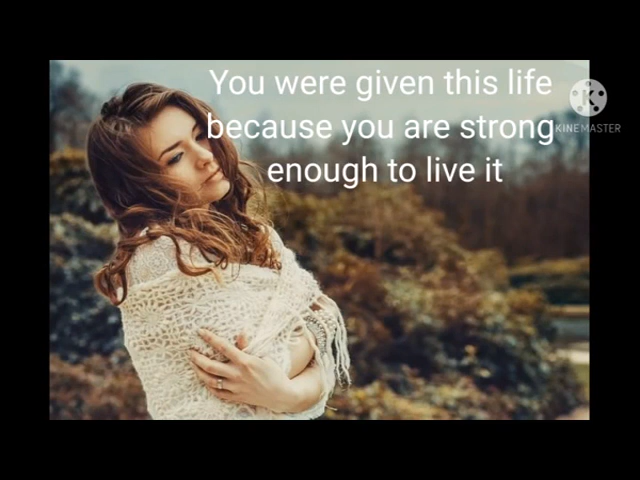 You were given this life
because you are strong
enough to live it
K
KINEMASTER